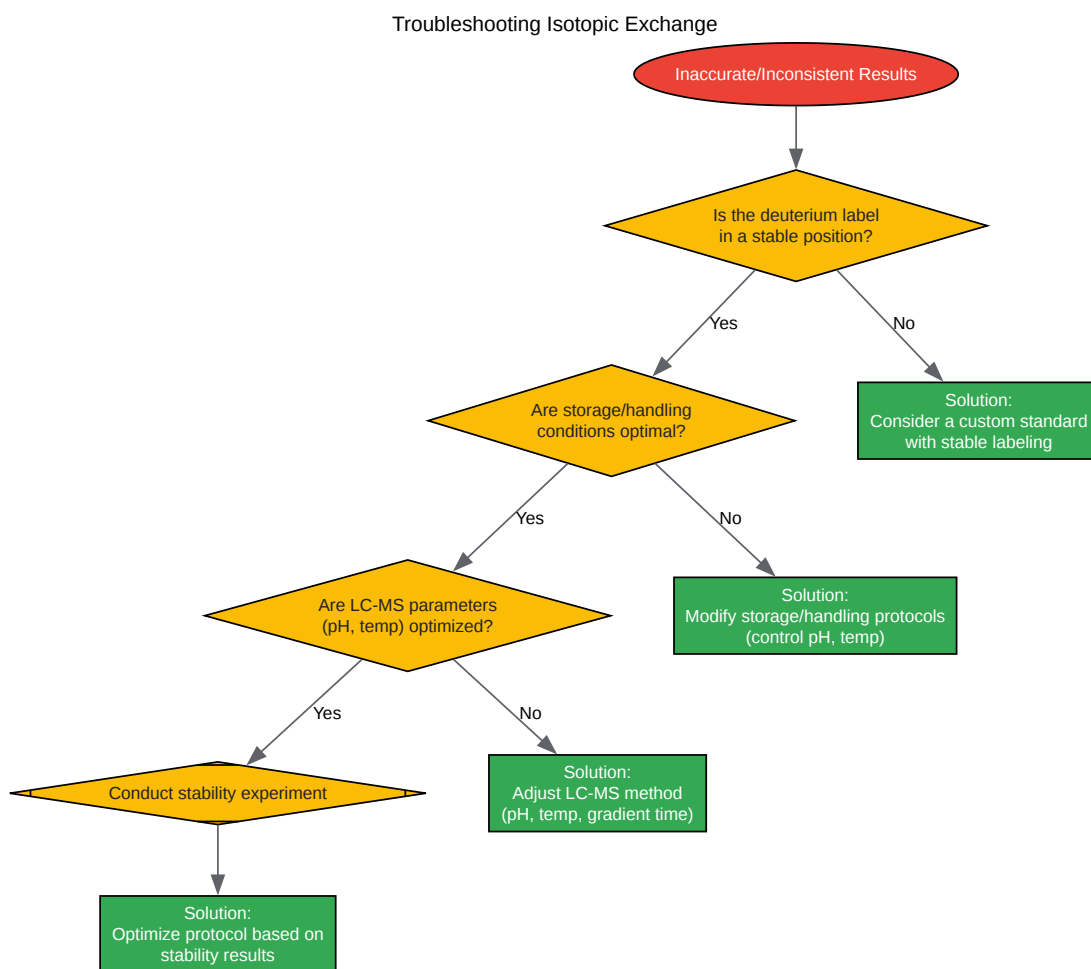 Troubleshooting Isotopic Exchange
Inaccurate/Inconsistent Results
Is the deuterium label
in a stable position?
Yes
No
Are storage/handling
conditions optimal?
Solution:
Consider a custom standard
with stable labeling
Yes
No
Are LC-MS parameters
(pH, temp) optimized?
Solution:
Modify storage/handling protocols
(control pH, temp)
Yes
No
Conduct stability experiment
Solution:
Adjust LC-MS method
(pH, temp, gradient time)
Solution:
Optimize protocol based on
stability results